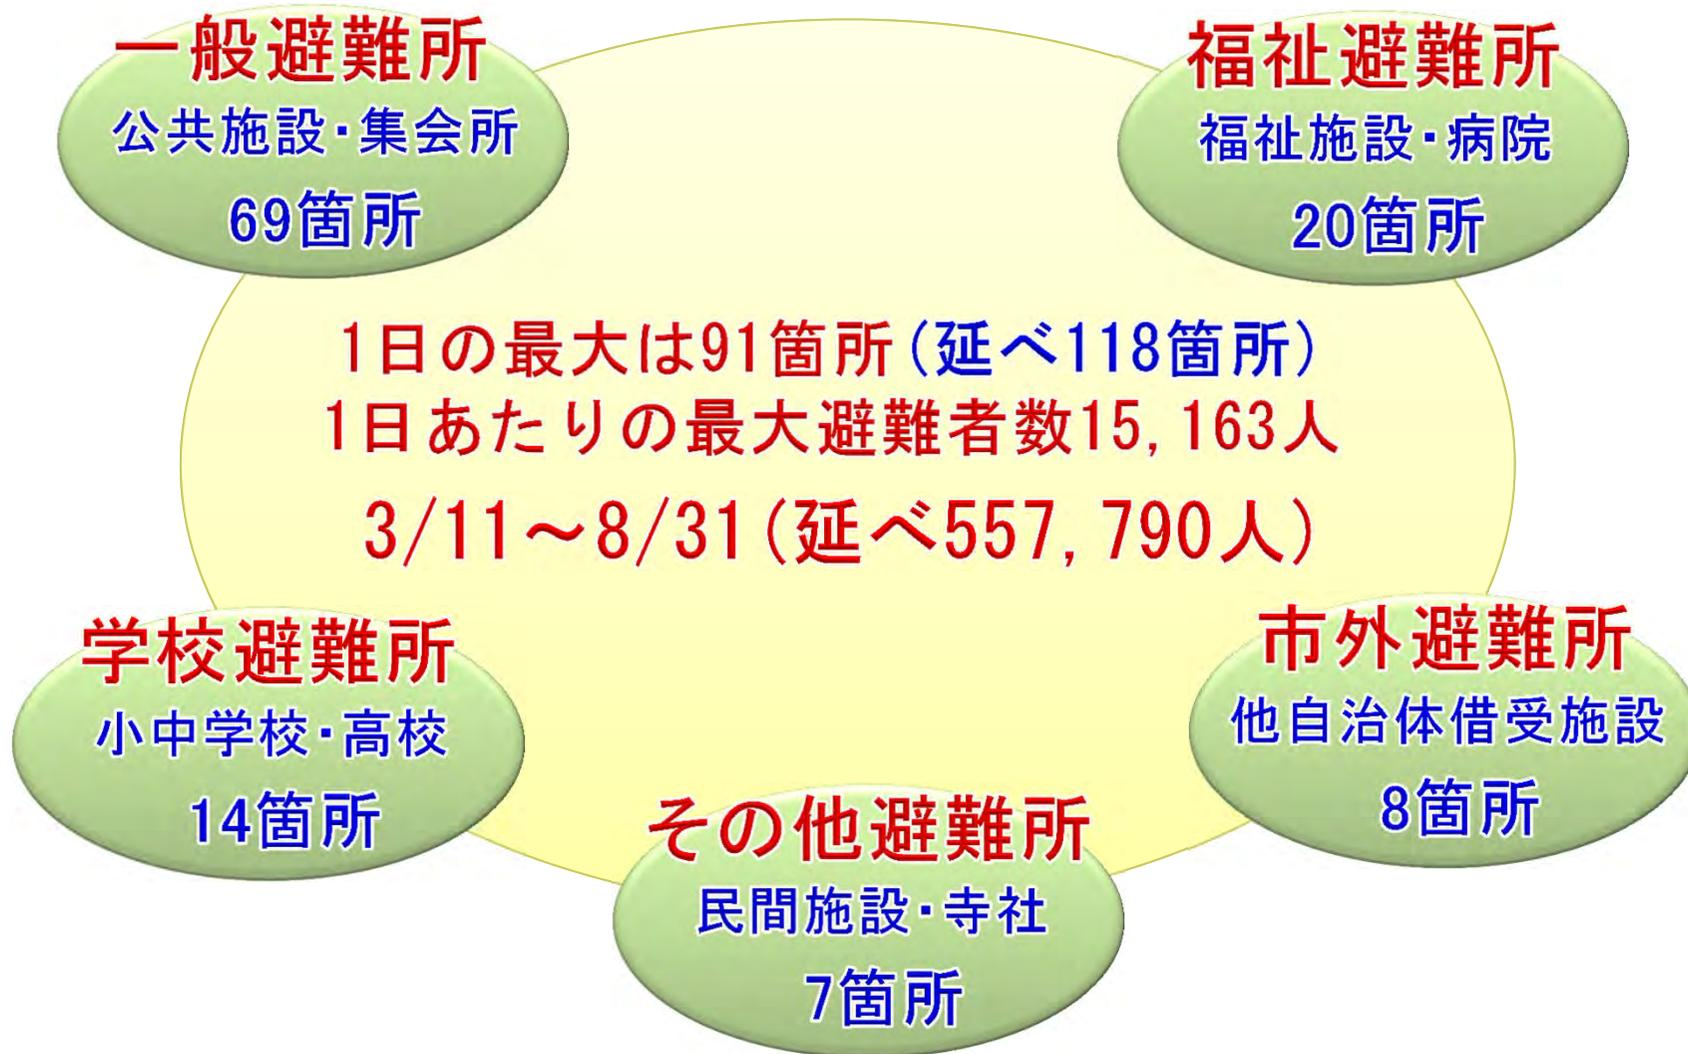 一般避難所
公共施設・集会所
69箇所
福祉避難所
福祉施設・病院
20箇所
1日の最大は91箇所(延べ118箇所)
1日あたりの最大避難者数15,163人
3/11～8/31(延べ557,790人)
学校避難所
小中学校・高校
14箇所
市外避難所
他自治体借受施設
8箇所
その他避難所
民間施設・寺社
7箇所